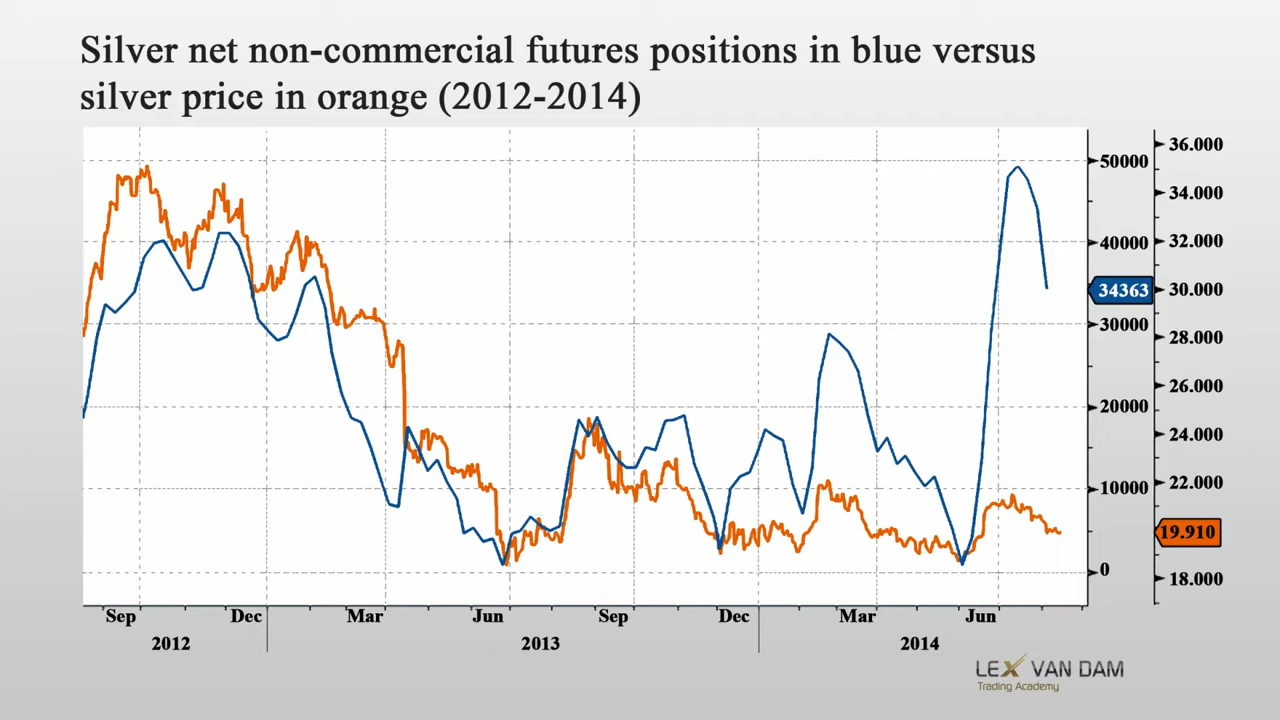 Silver net non-commercial futures positions in blue versus
silver price in orange (2012-2014)
36.000
50000
34.000
40000
32.000
34363
30.000
30000
28.000
26.000
20000
24.000
10000
22.000
19.910
0
18.000
Sep Dec Mar Jun Sep Dec Mar Jun
2012 2013 2014
LEX VAN DAM
Trading Academy